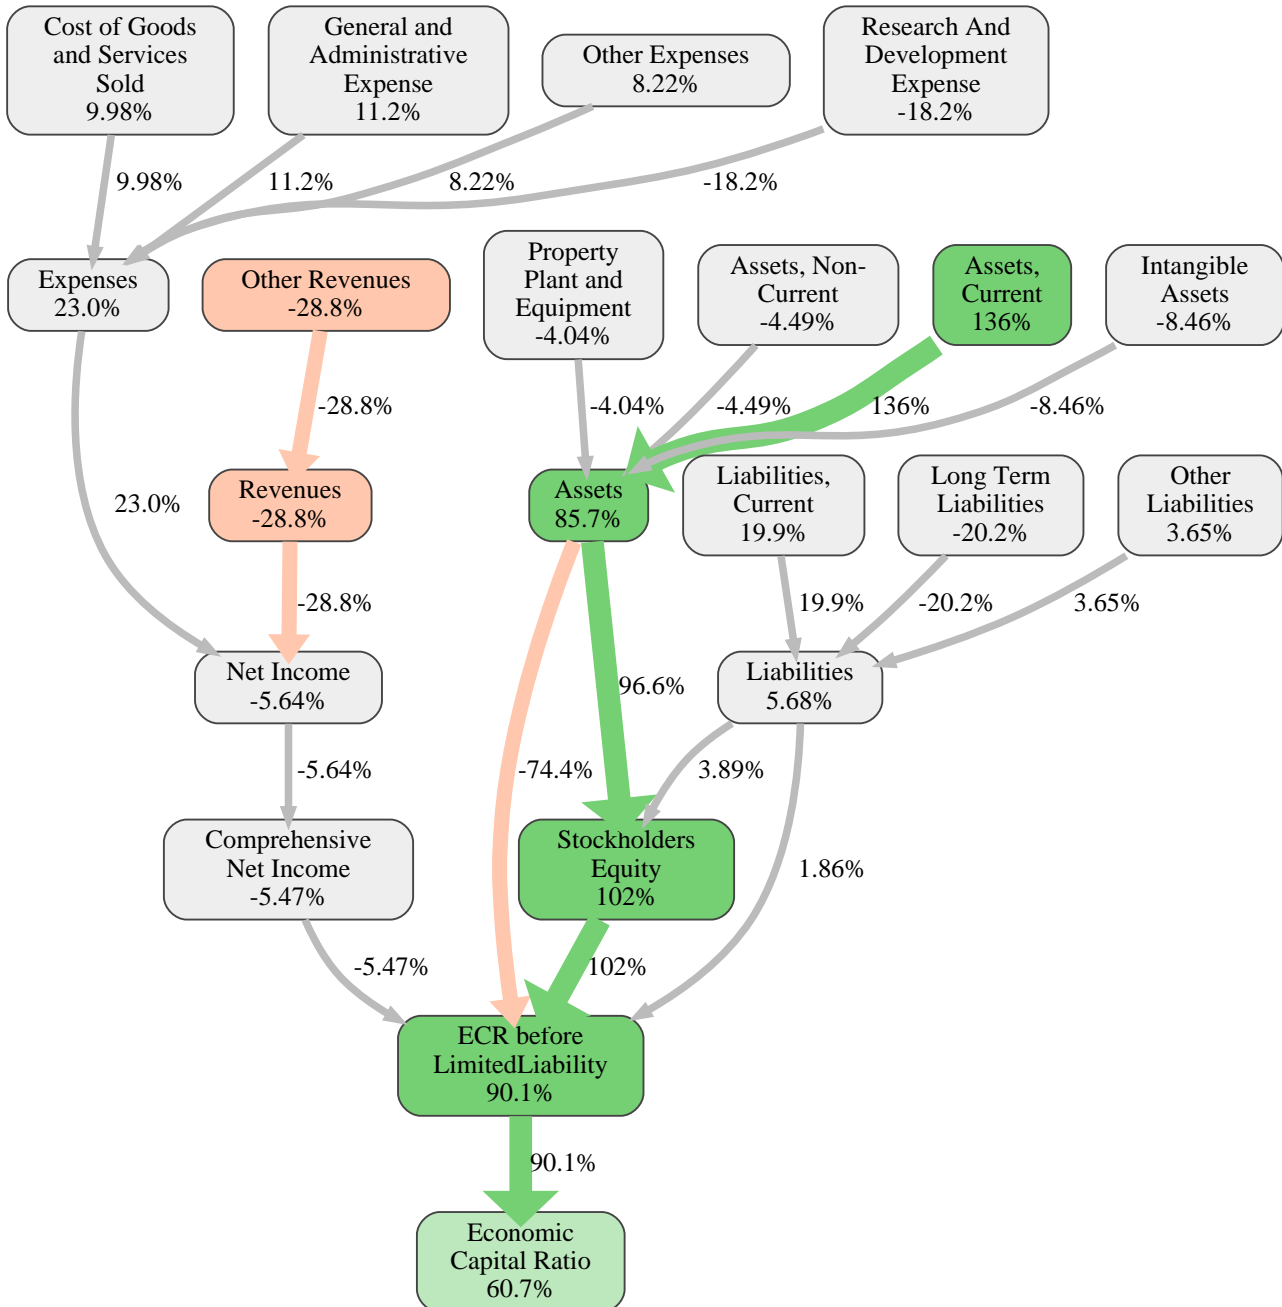 Cost of Goods
and Services
Sold
9.98%
General and
Administrative
Expense
11.2%
Other Expenses
8.22%
Research And
Development
Expense
-18.2%
9.98%
11.2%
8.22%
-18.2%
Expenses
23.0%
Other Revenues
-28.8%
Property
Plant and
Equipment
-4.04%
Assets, Non-
Current
-4.49%
Assets,
Current
136%
Intangible
Assets
-8.46%
-28.8%
-4.04%
-4.49%
136%
-8.46%
23.0%
Revenues
-28.8%
Assets
85.7%
Liabilities,
Current
19.9%
Long Term
Liabilities
-20.2%
Other
Liabilities
3.65%
-28.8%
19.9%
-20.2%
3.65%
Net Income
-5.64%
96.6%
Liabilities
5.68%
-5.64%
-74.4%
3.89%
Comprehensive
Net Income
-5.47%
Stockholders
Equity
102%
1.86%
-5.47%
102%
ECR before
LimitedLiability
90.1%
90.1%
Economic
Capital Ratio
60.7%